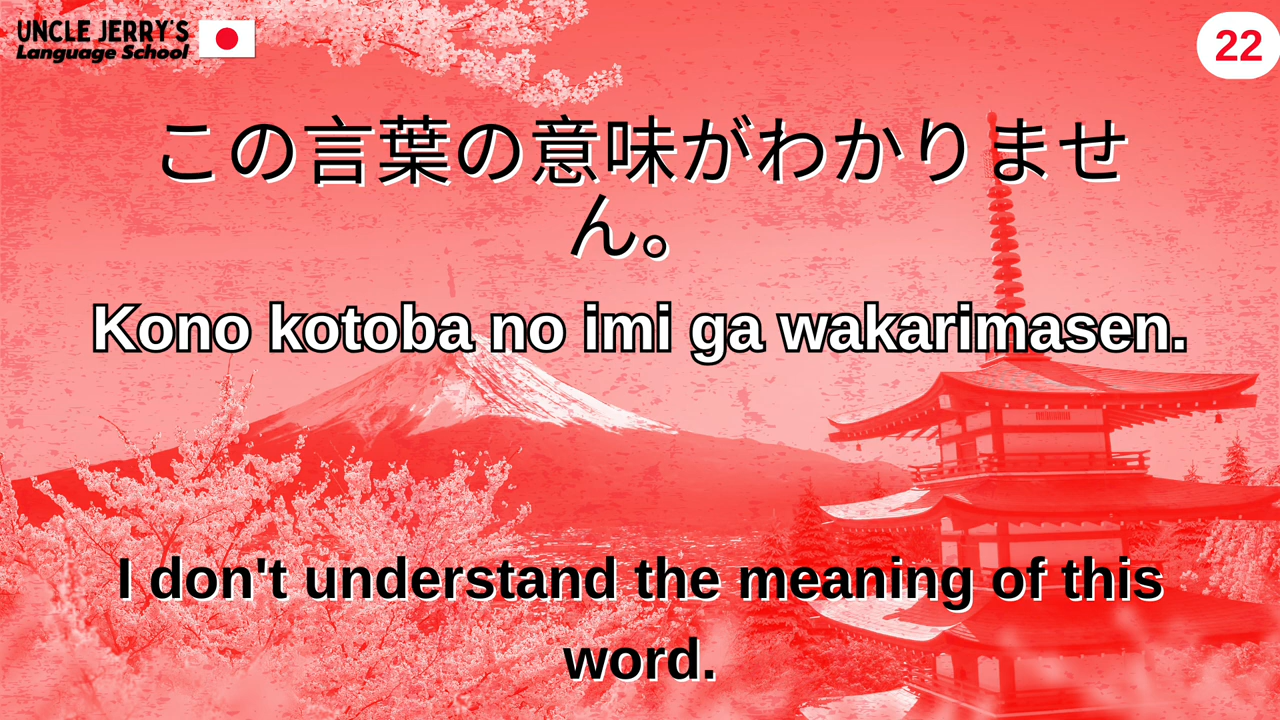 UNCLE JERRY'S
Language School
22
この言葉の意味がわかりませ
ん。
Kono kotoba no imi ga wakarimasen.
I don't understand the meaning of this
word.